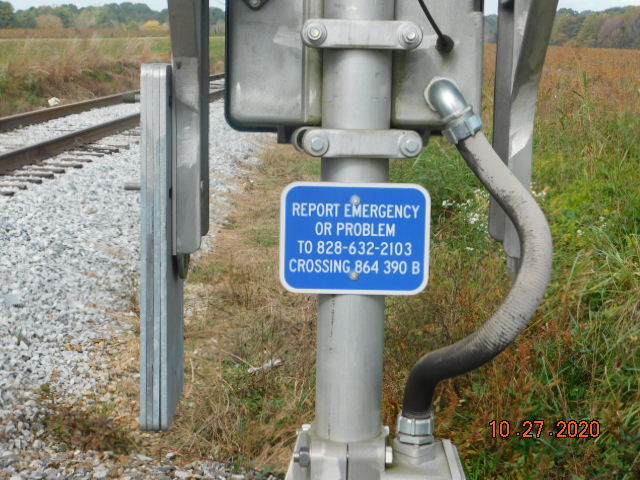 REPORT EMERGENCY
OR PROBLEM
TO 828-632-2103
CROSSING 864 390 B
10.27.2020